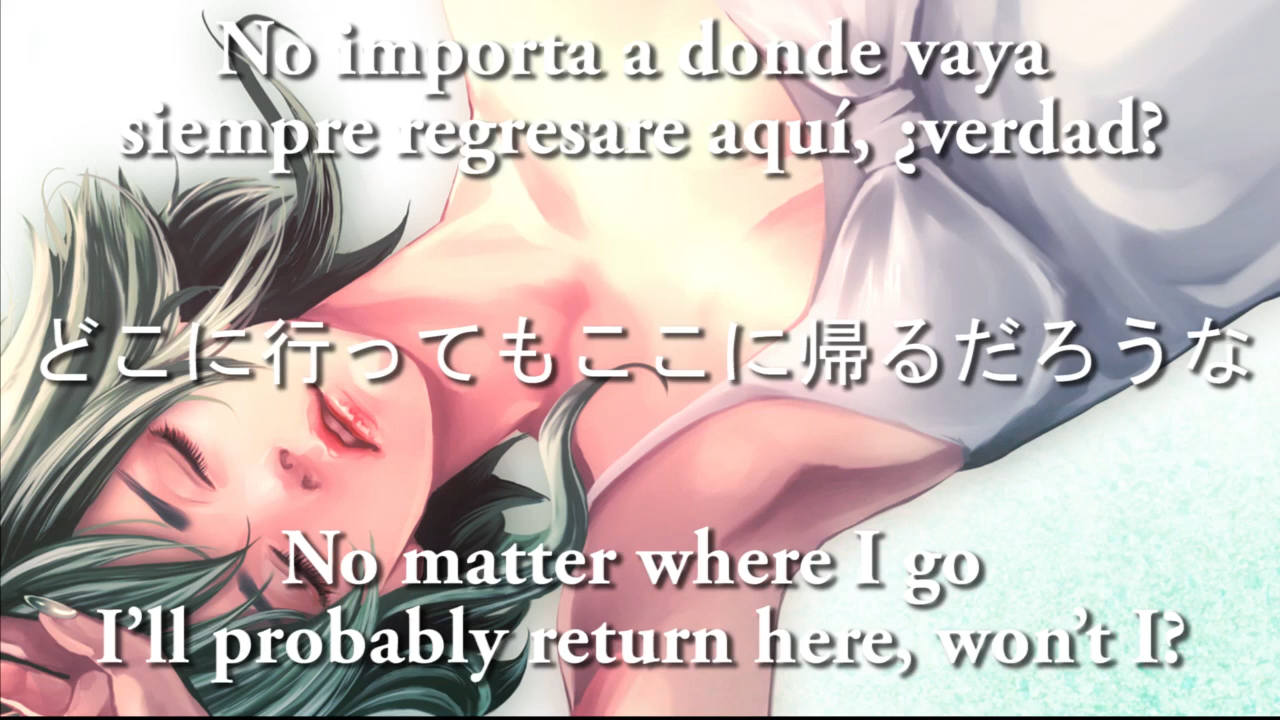 No importa a donde vaya
siempre regresare aquí, ¿verdad?
どこに行ってもここに帰るだろうな
No matter where I go
I'll probably return here, won't I?